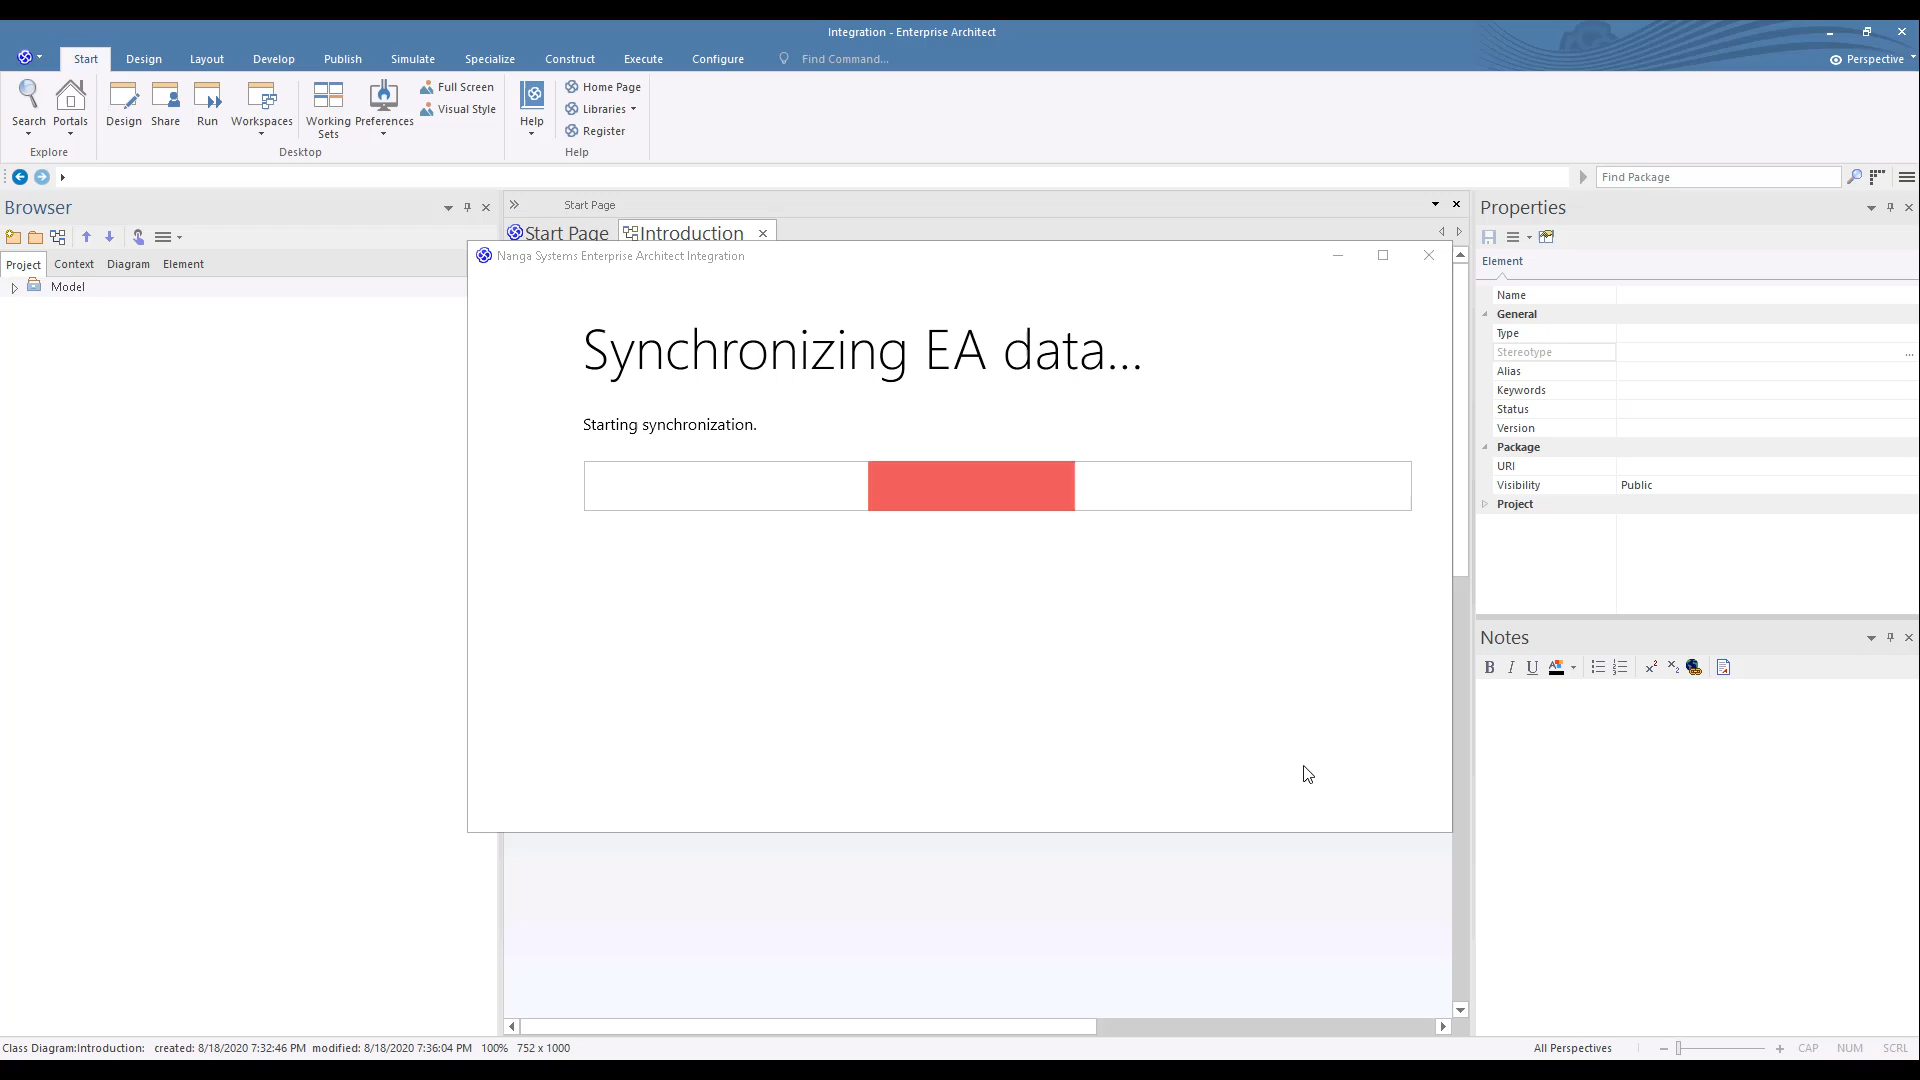 Integration - Enterprise Architect
Start Design Layout Develop Publish Simulate Specialize Construct Execute Configure Find Command... Perspective
Search Portals Design Share Run Workspaces Working Sets Preferences Full Screen Visual Style Help Home Page Libraries Register
Explore Desktop Help
Find Package
Browser
Project Context Diagram Element
Model
Start Page
Start Page Introduction
Nanga Systems Enterprise Architect Integration
Synchronizing EA data...
Starting synchronization.
Properties
Element
Name
General
Type
Stereotype ...
Alias
Keywords
Status
Version
Package
URI
Visibility Public
Project
Notes
B I U
Class Diagram:Introduction: created: 8/18/2020 7:32:46 PM modified: 8/18/2020 7:36:04 PM 100% 752 x 1000 All Perspectives CAP NUM SCRL